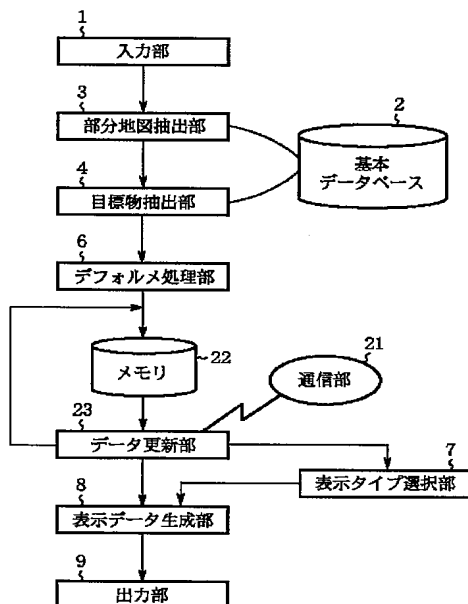 1
入力部
3
部分地図抽出部
2
基本
データベース
4
目標物抽出部
6
デフォルメ処理部
メモリ
22
21
通信部
23
データ更新部
7
表示タイプ選択部
8
表示データ生成部
9
出力部